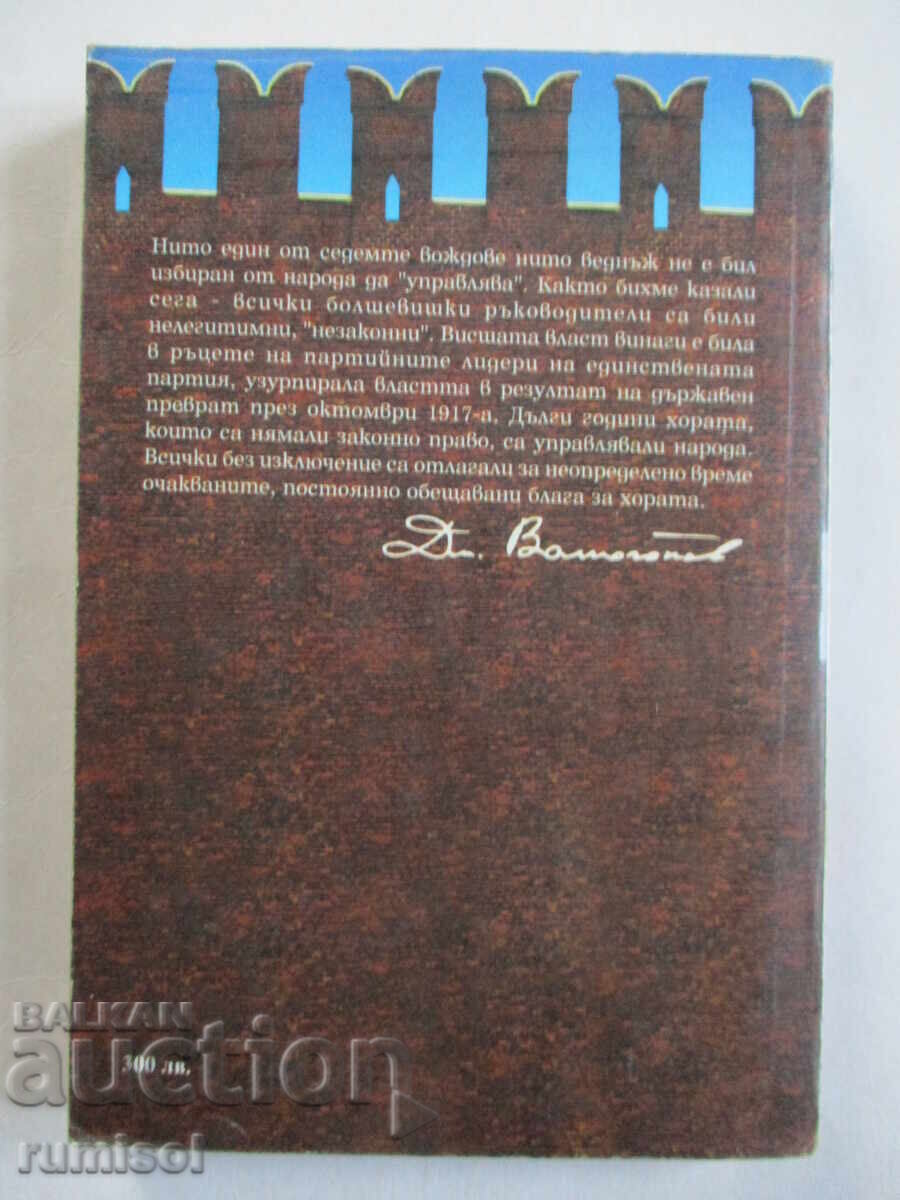 Нито един от седемте вождове нито веднъж не е бил
избиран от народа да "управлява". Както бихме казали
сега - всички болшевишки ръководители са били
нелегитимни, "незаконни". Висшата власт винаги е била
в ръцете на партийните лидери на единствената
партия, узурпирала властта в резултат на държавен
преврат през октомври 1917-а. Дълги години хората,
които са нямали законно право, са управлявали народа.
Всички без изключение са отлагали за неопределено време
очакваните, постоянно обещавани блага за хората.
BALKAN
auction
300 лв.
rumisol